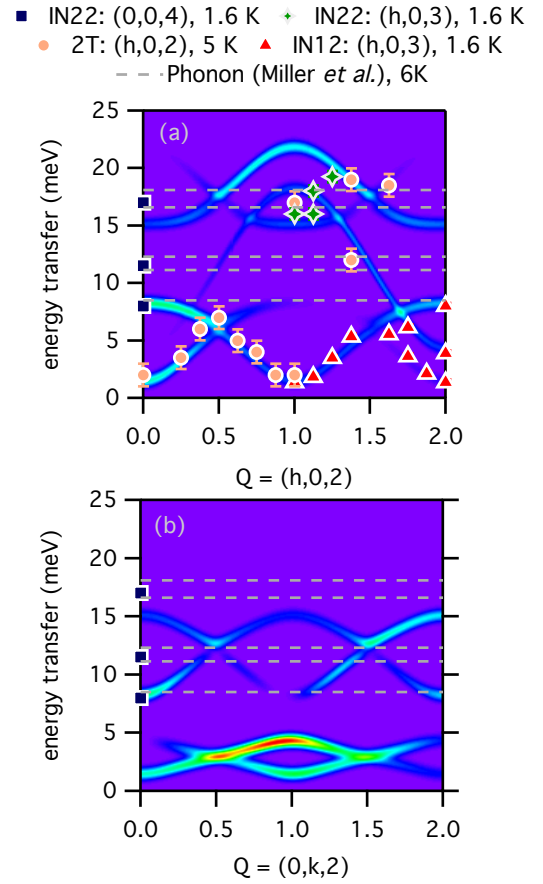 IN22: (0,0,4), 1.6 K IN22: (h,0,3), 1.6 K
2T: (h,0,2), 5 K IN12: (h,0,3), 1.6 K
Phonon (Miller et al.), 6K
25
(a)
20
15
10
5
0
energy transfer (meV)
0.0 0.5 1.0 1.5 2.0
Q = (h,0,2)
25
(b)
20
15
10
5
0
energy transfer (meV)
0.0 0.5 1.0 1.5 2.0
Q = (0,k,2)